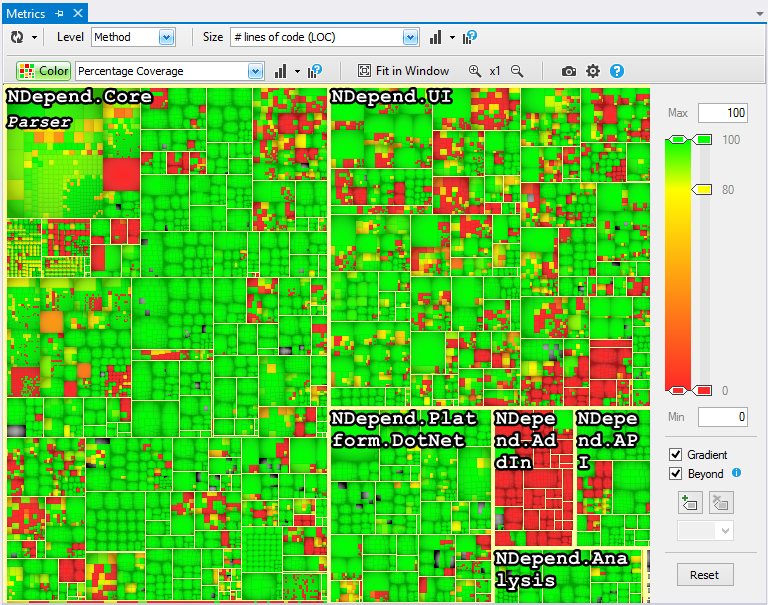 Metrics
Level Method Size # lines of code (LOC)
Color Percentage Coverage Fit in Window x1
NDepend.Core
Parser
NDepend.UI
Max 100
100
80
0
Min 0
NDepend.Plat
form.DotNet
NDepe
nd.Ad
dIn
NDepe
nd.AP
I
Gradient
Beyond
NDepend.Ana
lysis
Reset